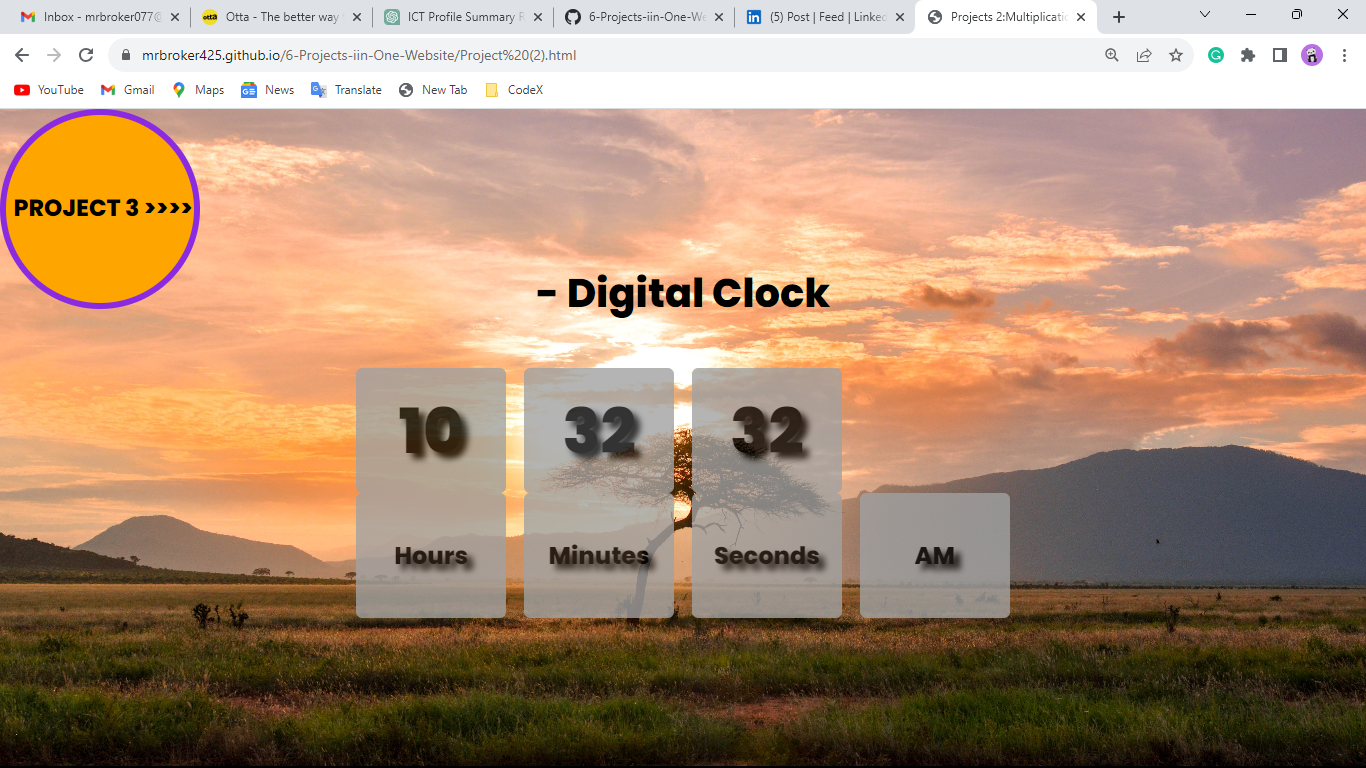 Inbox - mrbroker077@
Otta - The better way
ICT Profile Summary R
6-Projects-iin-One-We
(5) Post | Feed | Linked
Projects 2:Multiplicatio
mrbroker425.github.io/6-Projects-iin-One-Website/Project%20(2).html
YouTube
Gmail
Maps
News
Translate
New Tab
CodeX
PROJECT 3 >>>>
- Digital Clock
10
32
32
Hours
Minutes
Seconds
AM